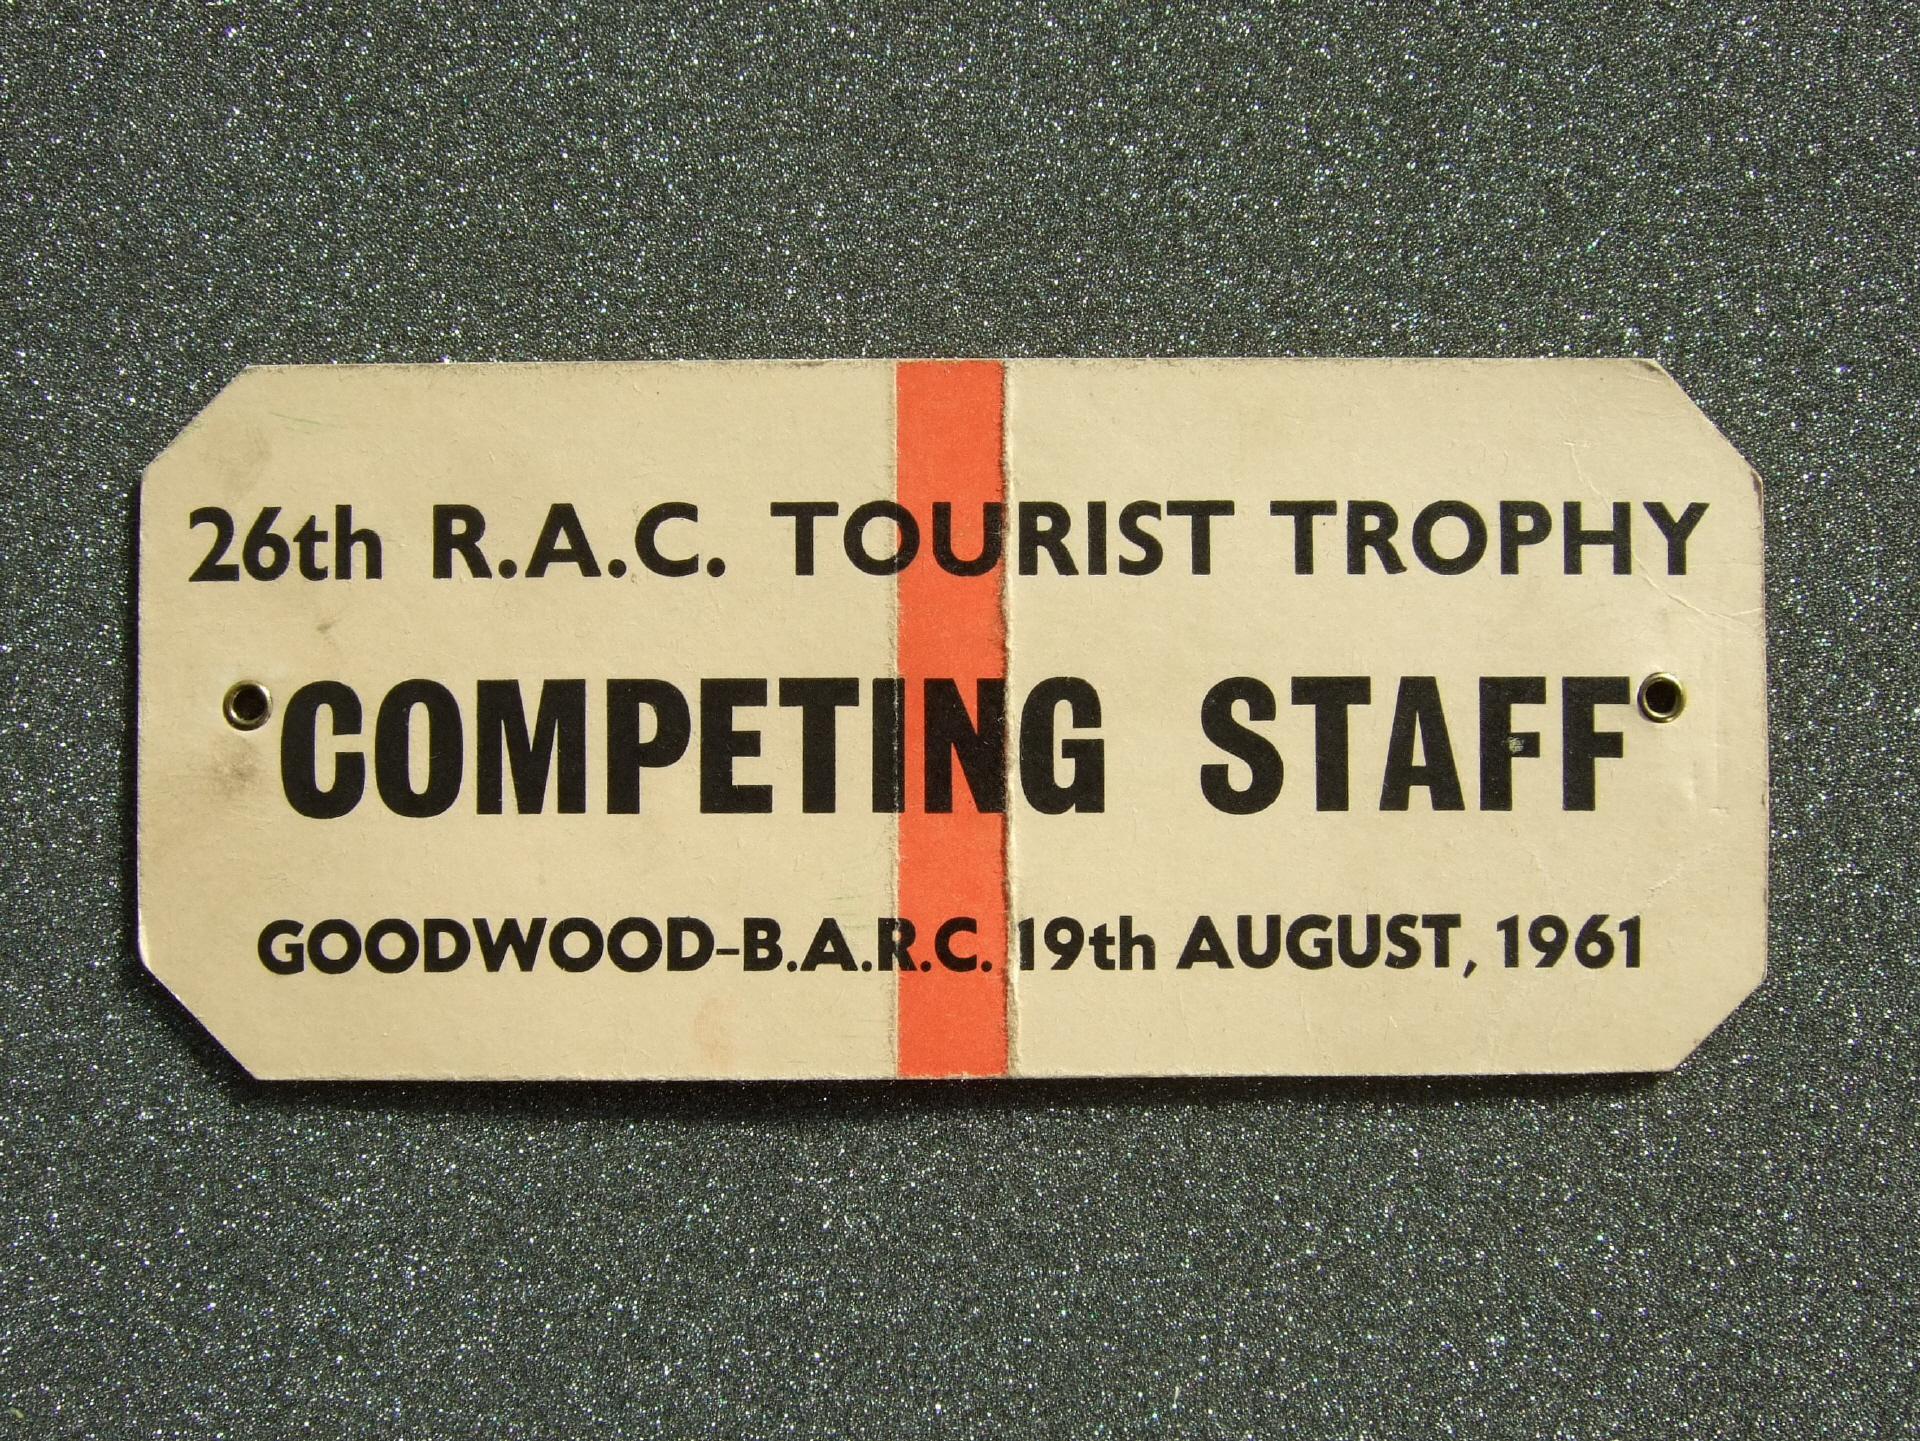 26th R.A.C. TOURIST TROPHY
COMPETING STAFF
GOODWOOD-B.A.R.C. 19th AUGUST, 1961